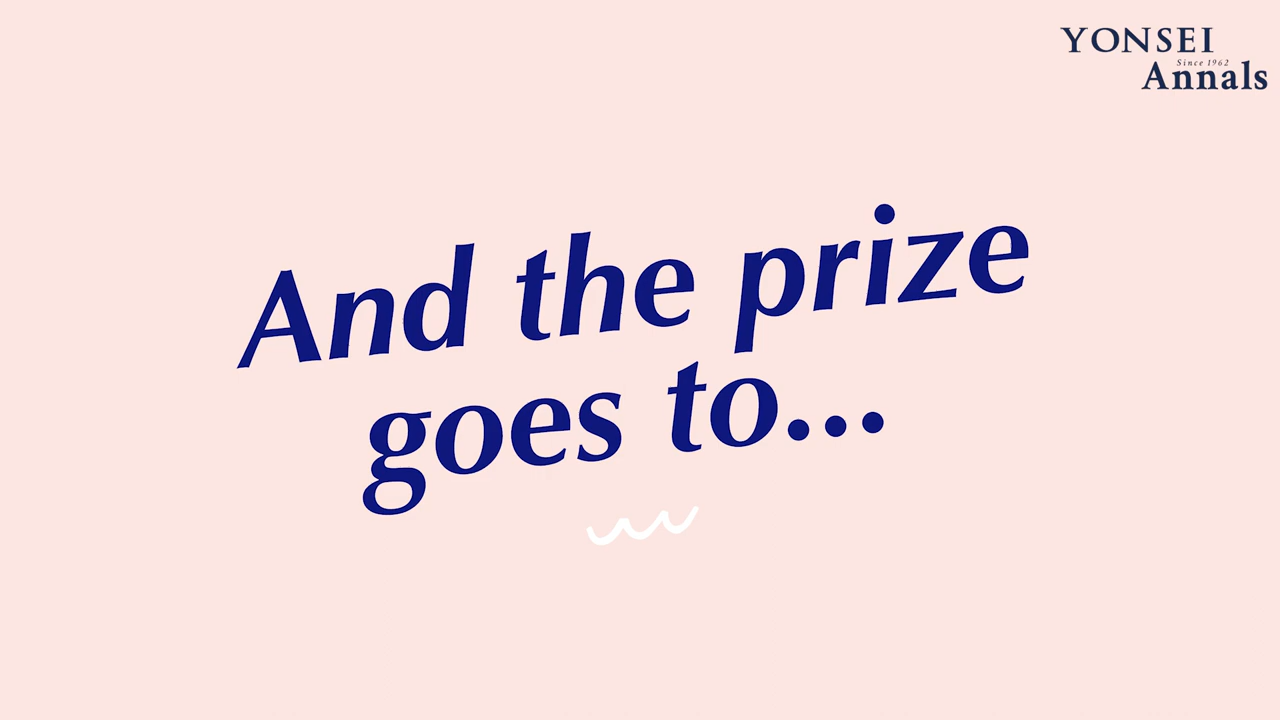 YONSEI
Since 1962
Annals
And the prize
goes to...